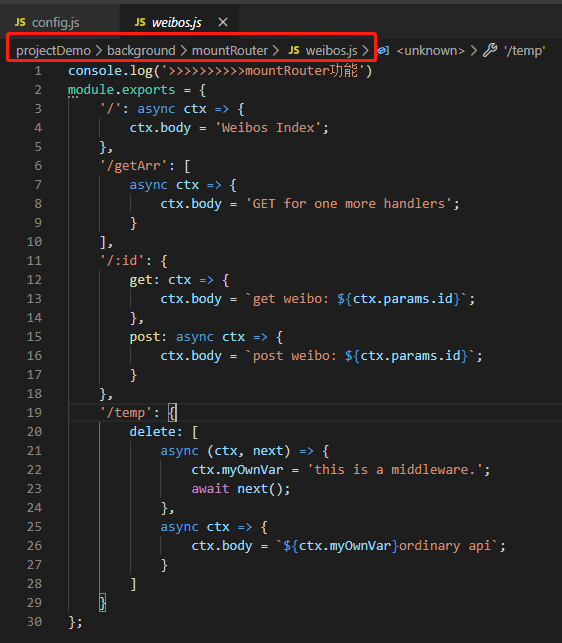 JS config.js JS weibos.js ×
projectDemo > background > mountRouter > JS weibos.js > <unknown> > '/temp'
1 console.log('>>>>>>>>>>mountRouter功能')
2 module.exports = {
3 '/': async ctx => {
4 ctx.body = 'Weibos Index';
5 },
6 '/getArr': [
7 async ctx => {
8 ctx.body = 'GET for one more handlers';
9 }
10 ],
11 '/:id': {
12 get: ctx => {
13 ctx.body = `get weibo: ${ctx.params.id}`;
14 },
15 post: async ctx => {
16 ctx.body = `post weibo: ${ctx.params.id}`;
17 }
18 },
19 '/temp': {
20 delete: [
21 async (ctx, next) => {
22 ctx.myOwnVar = 'this is a middleware.';
23 await next();
24 },
25 async ctx => {
26 ctx.body = `${ctx.myOwnVar}ordinary api`;
27 }
28 ]
29 }
30 };